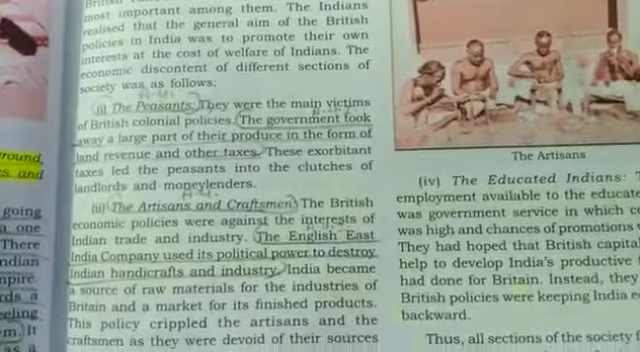 British
most important among them. The Indians
realised that the general aim of the British
policies in India was to promote their own
interests at the cost of welfare of Indians. The
economic discontent of different sections of
society was as follows:
(i) The Peasants: They were the main victims
of British colonial policies. The government took
away a large part of their produce in the form of
land revenue and other taxes. These exorbitant
taxes led the peasants into the clutches of
landlords and moneylenders.
(ii) The Artisans and Craftsmen: The British
economic policies were against the interests of
Indian trade and industry. The English East
India Company used its political power to destroy
Indian handicrafts and industry. India became
a source of raw materials for the industries of
Britain and a market for its finished products.
This policy crippled the artisans and the
craftsmen as they were devoid of their sources
The Artisans
(iv) The Educated Indians:
employment available to the
was government service in which
was high and chances of promotions
They had hoped that British
help to develop India's productive
had done for Britain. Instead, they
British policies were keeping India
backward.
Thus, all sections of the society
round,
and
going
a one
There
ndian
npire.
rds a
eeling
em. It
as a